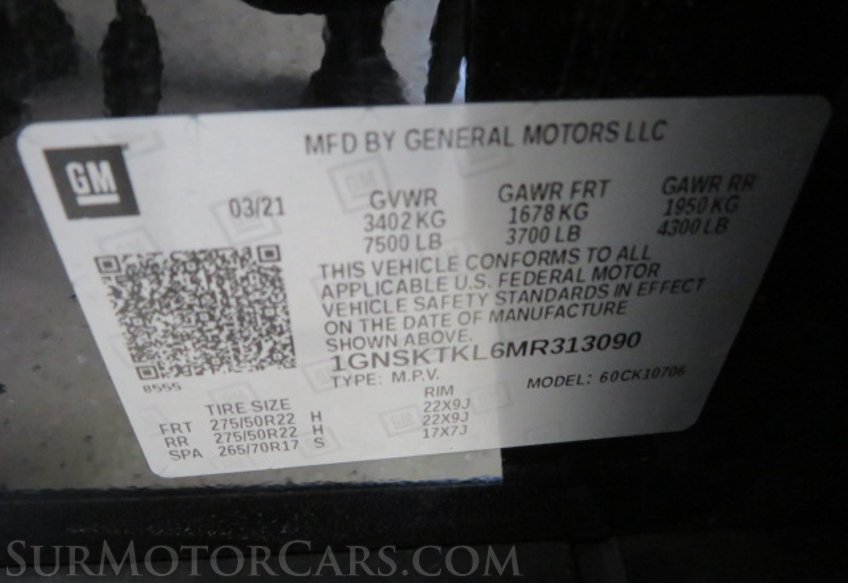 MFD BY GENERAL MOTORS LLC
GM
03/21
GVWR GAWR FRT GAWR RR
3402 KG 1678 KG 1950 KG
7500 LB 3700 LB 4300 LB
THIS VEHICLE CONFORMS TO ALL
APPLICABLE U.S. FEDERAL MOTOR
VEHICLE SAFETY STANDARDS IN EFFECT
ON THE DATE OF MANUFACTURE
SHOWN ABOVE.
1GNSKTKL6MR313090
TYPE: M.P.V. MODEL: 60CK10706
8555
TIRE SIZE RIM
FRT 275/50R22 H 22X9J
RR 275/50R22 H 22X9J
SPA 265/70R17 S 17X7J
SURMOTORCARS.COM